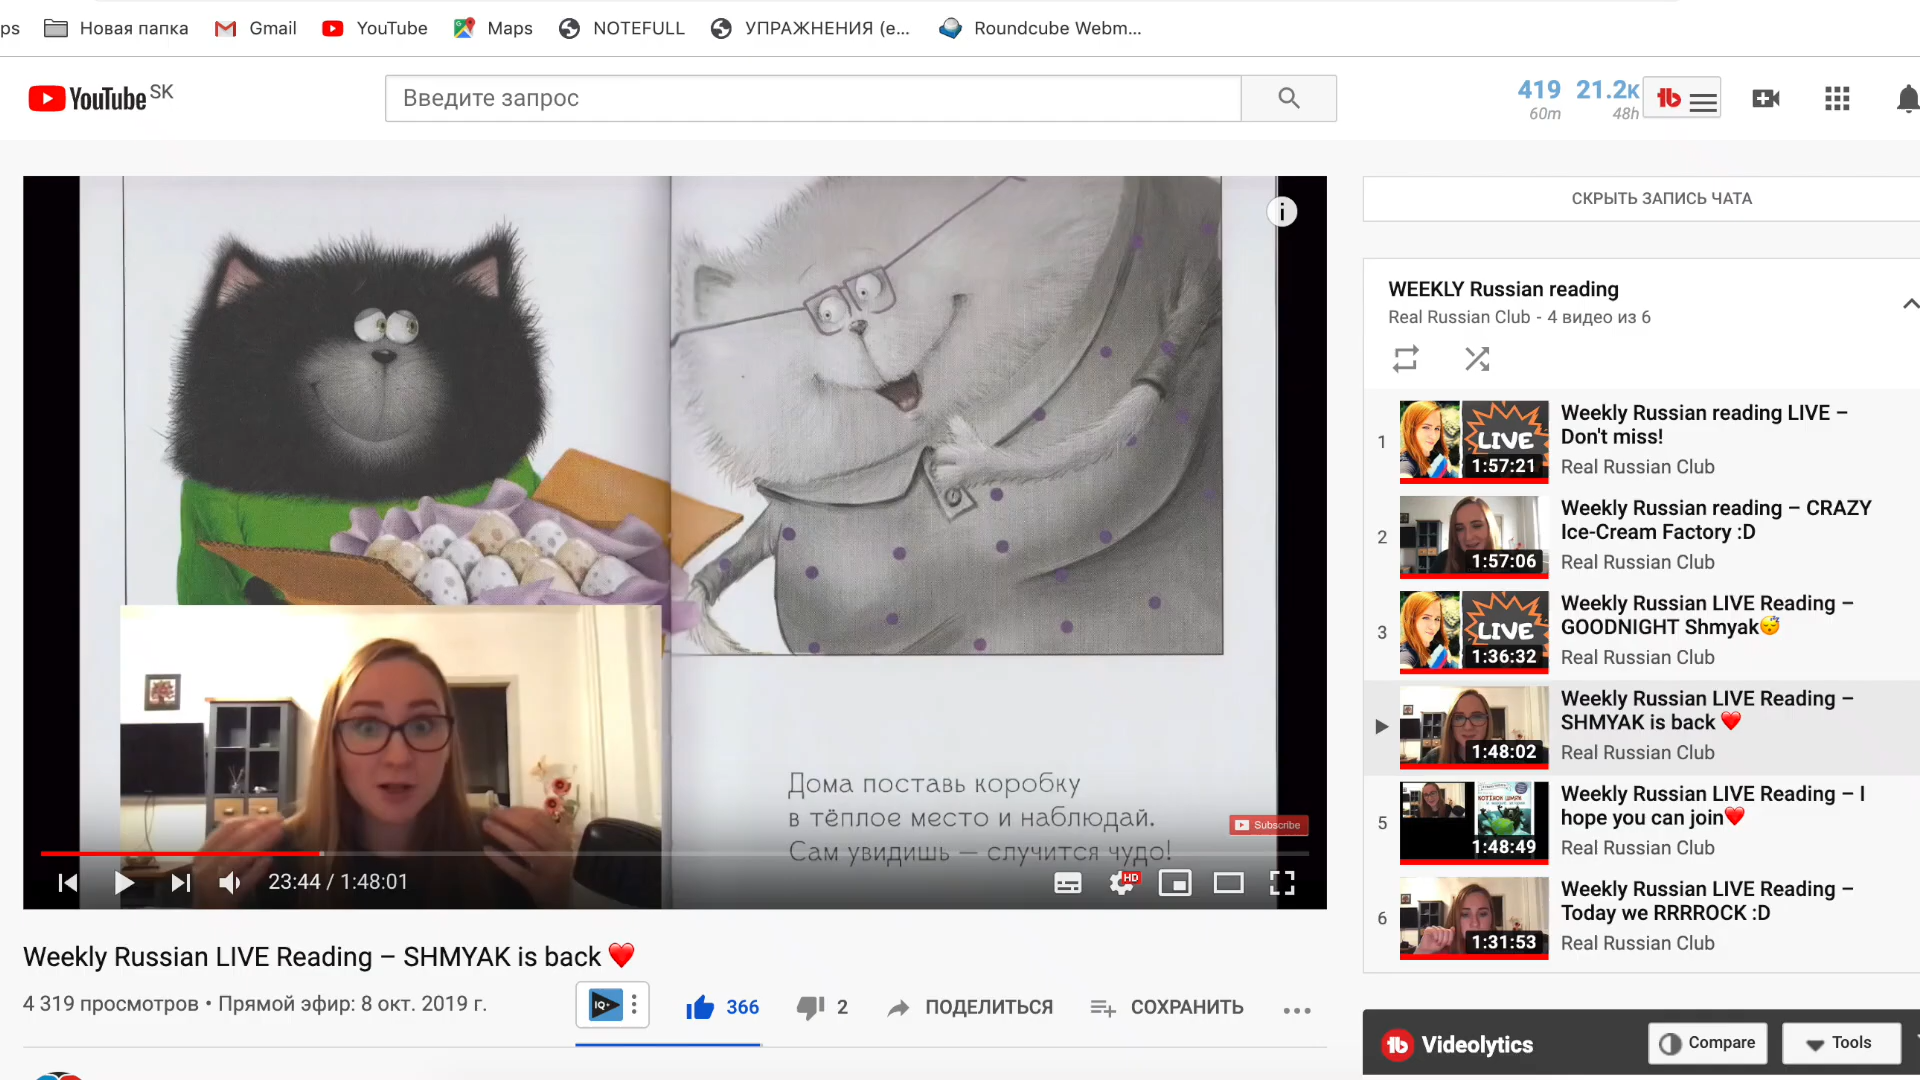 ps Новая папка Gmail YouTube Maps NOTEFULL УПРАЖНЕНИЯ (е... Roundcube Webm...
YouTube SK
Введите запрос
419 21.2к
60m 48h
i
Дома поставь коробку
в тёплое место и наблюдай.
Сам увидишь — случится чудо!
Subscribe
23:44 / 1:48:01
HD
Weekly Russian LIVE Reading – SHMYAK is back ❤️
4 319 просмотров • Прямой эфир: 8 окт. 2019 г.
IQ+
366
2
ПОДЕЛИТЬСЯ
СОХРАНИТЬ
СКРЫТЬ ЗАПИСЬ ЧАТА
WEEKLY Russian reading
Real Russian Club - 4 видео из 6
1
LIVE
1:57:21
Weekly Russian reading LIVE –
Don't miss!
Real Russian Club
2
1:57:06
Weekly Russian reading – CRAZY
Ice-Cream Factory :D
Real Russian Club
3
LIVE
1:36:32
Weekly Russian LIVE Reading –
GOODNIGHT Shmyak😴
Real Russian Club
1:48:02
Weekly Russian LIVE Reading –
SHMYAK is back ❤️
Real Russian Club
5
1:48:49
Weekly Russian LIVE Reading – I
hope you can join❤️
Real Russian Club
6
1:31:53
Weekly Russian LIVE Reading –
Today we RRRROCK :D
Real Russian Club
Videolytics
Compare
Tools